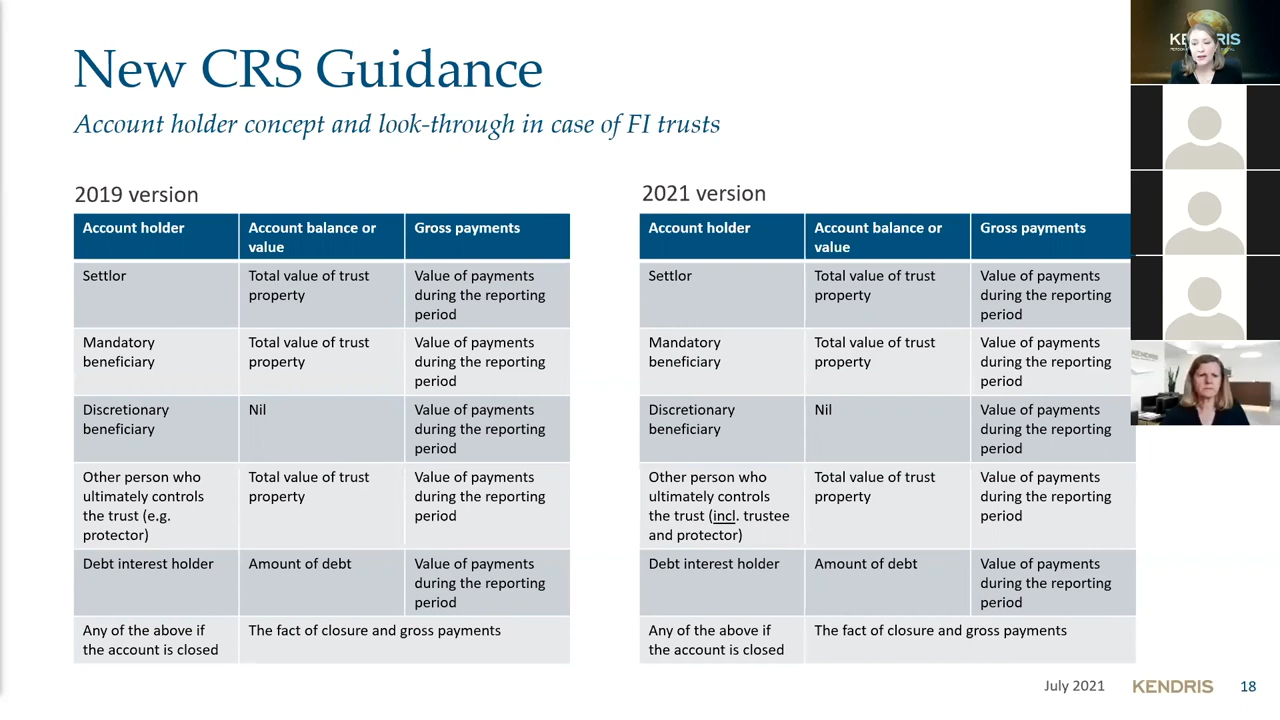 New CRS Guidance
Account holder concept and look-through in case of FI trusts
2019 version
Account holder
Account balance or
value
Gross payments
Settlor
Total value of trust
property
Value of payments
during the reporting
period
Mandatory
beneficiary
Total value of trust
property
Value of payments
during the reporting
period
Discretionary
beneficiary
Nil
Value of payments
during the reporting
period
Other person who
ultimately controls
the trust (e.g.
protector)
Total value of trust
property
Value of payments
during the reporting
period
Debt interest holder
Amount of debt
Value of payments
during the reporting
period
Any of the above if
the account is closed
The fact of closure and gross payments
2021 version
Account holder
Account balance or
value
Gross payments
Settlor
Total value of trust
property
Value of payments
during the reporting
period
Mandatory
beneficiary
Total value of trust
property
Value of payments
during the reporting
period
Discretionary
beneficiary
Nil
Value of payments
during the reporting
period
Other person who
ultimately controls
the trust (incl. trustee
and protector)
Total value of trust
property
Value of payments
during the reporting
period
Debt interest holder
Amount of debt
Value of payments
during the reporting
period
Any of the above if
the account is closed
The fact of closure and gross payments
July 2021
KENDRIS
18
KENDRIS